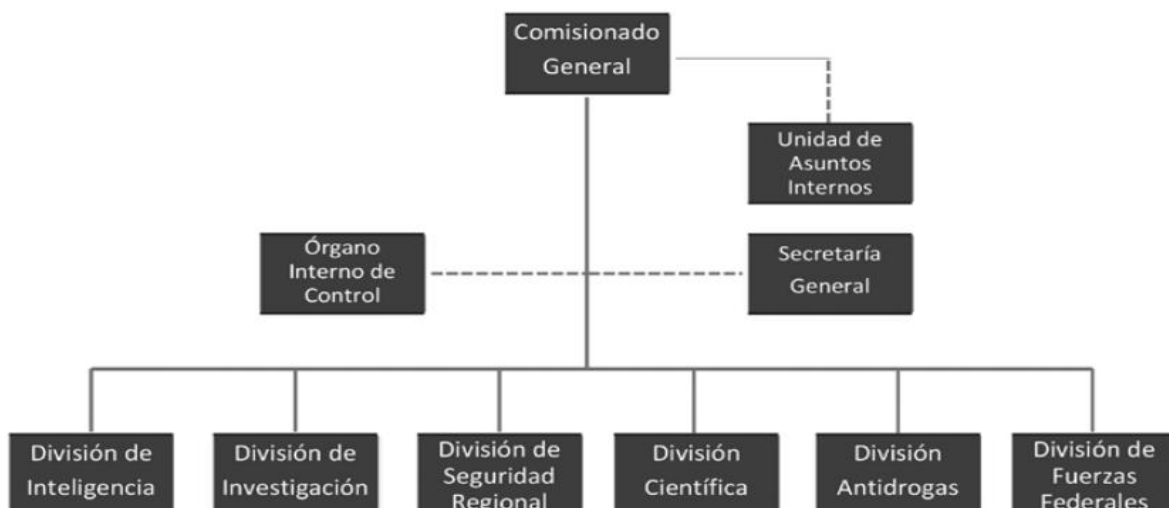 Comisionado
General
Unidad de
Asuntos
Internos
Órgano
Interno de
Control
Secretaría
General
División de
Inteligencia
División de
Investigación
División de
Seguridad
Regional
División
Científica
División
Antidrogas
División de
Fuerzas
Federales